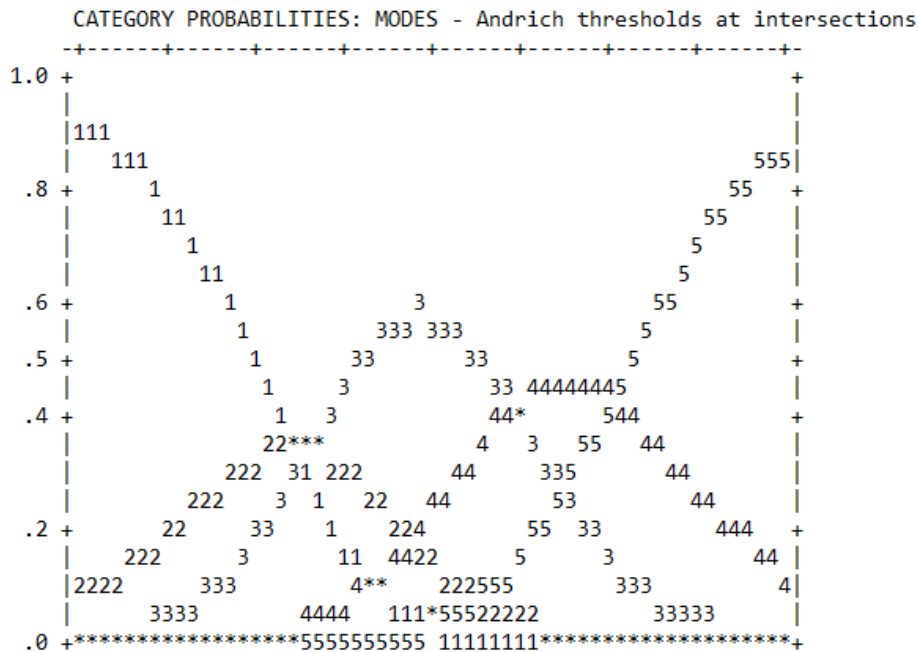 CATEGORY PROBABILITIES: MODES - Andrich thresholds at intersections
    -+------+------+------+------+------+------+------+------+-
1.0 +                                                         +
    |                                                         |
    |111                                                      |
    |   111                                                555|
 .8 +      1                                             55   +
    |       11                                         55     |
    |         1                                       5       |
    |          11                                    5        |
 .6 +            1              3                  55         +
    |             1          333 333              5           |
    |              1       33       33           5            |
    |               1     3           33 44444445             |
 .4 +                1   3            44*      544            +
    |               22***            4   3   55   44          |
    |            222  31 222       44     335       44        |
    |         222    3  1   22   44        53         44      |
 .2 +       22     33    1    224        55  33         444   +
    |    222      3       11  4422      5      3           44 |
    |2222      333         4**    222555        333          4|
    |      3333        4444   111*55522222         33333      |
 .0 +******************5555555555 11111111********************+